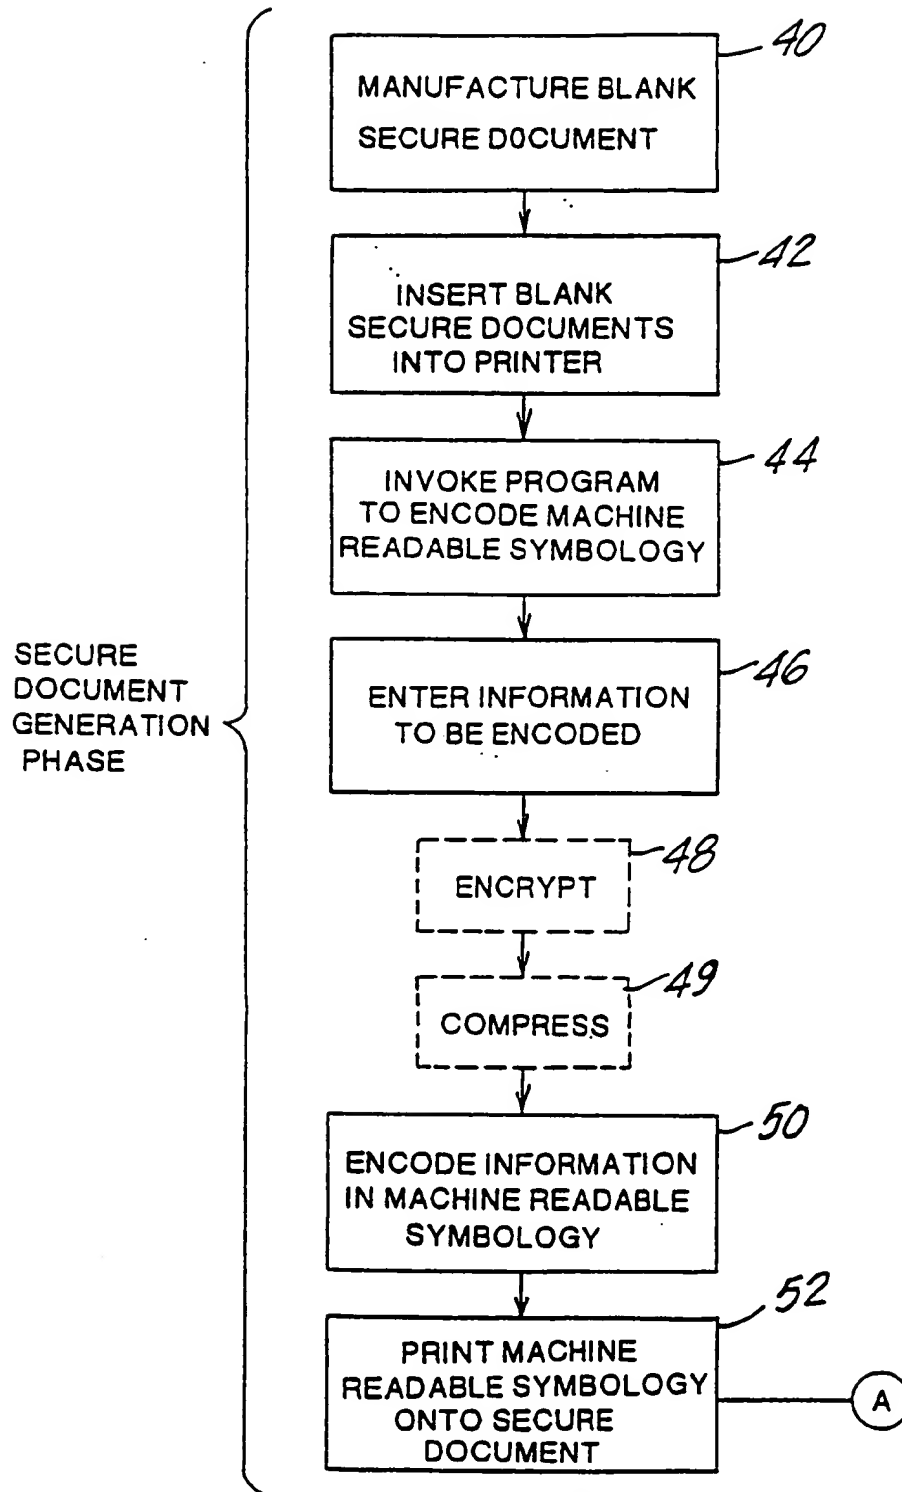 40
MANUFACTURE BLANK
SECURE DOCUMENT
42
INSERT BLANK
SECURE DOCUMENTS
INTO PRINTER
44
INVOKE PROGRAM
TO ENCODE MACHINE
READABLE SYMBOLOGY
SECURE
DOCUMENT
GENERATION
PHASE
46
ENTER INFORMATION
TO BE ENCODED
48
ENCRYPT
49
COMPRESS
50
ENCODE INFORMATION
IN MACHINE READABLE
SYMBOLOGY
52
PRINT MACHINE
READABLE SYMBOLOGY
ONTO SECURE
DOCUMENT
A